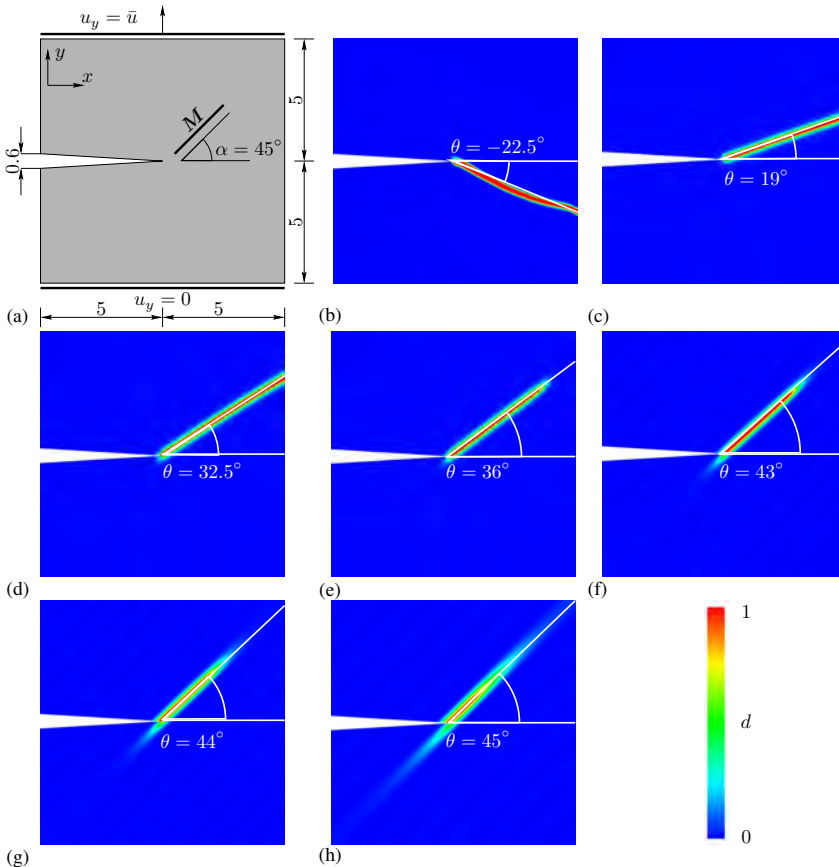 u_y = ū
y
x
M
α = 45°
0.6
5
5
u_y = 0
5
5
(a)
θ = −22.5°
(b)
θ = 19°
(c)
θ = 32.5°
(d)
θ = 36°
(e)
θ = 43°
(f)
θ = 44°
(g)
θ = 45°
(h)
1
d
0